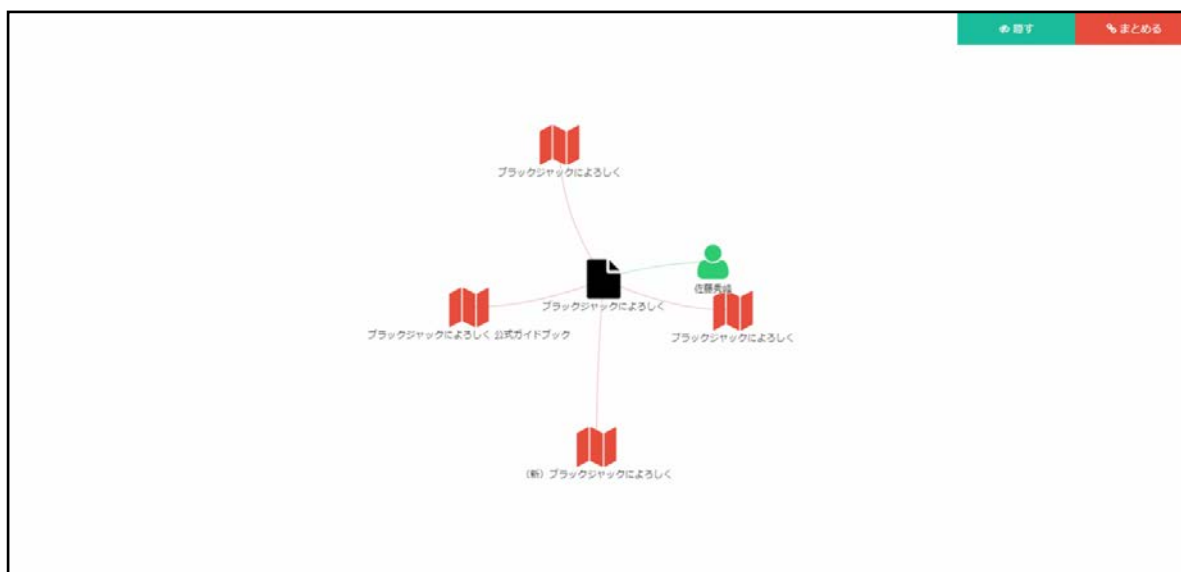 隠す
まとめる
ブラックジャックによろしく
佐藤秀峰
ブラックジャックによろしく
ブラックジャックによろしく 公式ガイドブック
ブラックジャックによろしく
（新）ブラックジャックによろしく